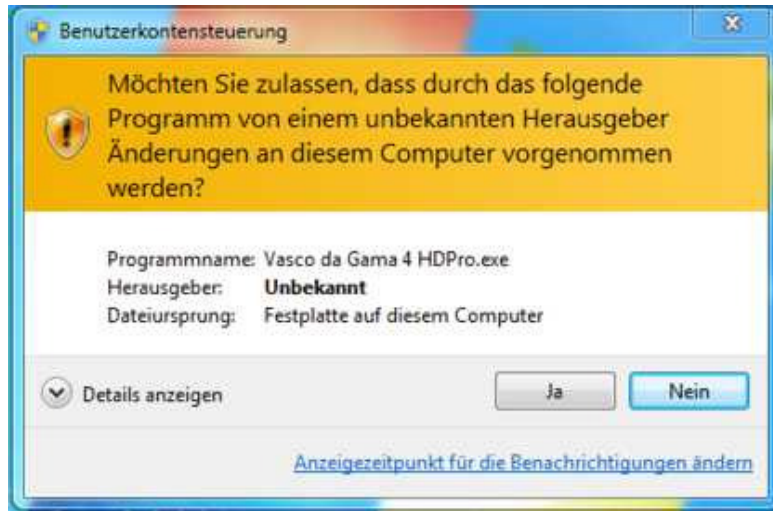 Benutzerkontensteuerung
Möchten Sie zulassen, dass durch das folgende
Programm von einem unbekannten Herausgeber
Änderungen an diesem Computer vorgenommen
werden?
Programmname: Vasco da Gama 4 HDPro.exe
Herausgeber: Unbekannt
Dateiursprung: Festplatte auf diesem Computer
Details anzeigen
Ja
Nein
Anzeigezeitpunkt für die Benachrichtigungen ändern